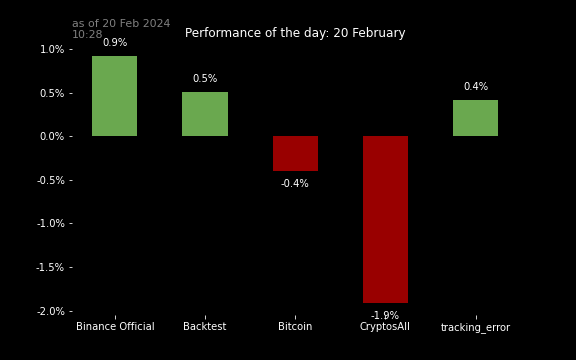 as of 20 Feb 2024
10:28
Performance of the day: 20 February
1.0%
0.5%
0.0%
-0.5%
-1.0%
-1.5%
-2.0%
0.9%
0.5%
-0.4%
-1.9%
0.4%
Binance Official
Backtest
Bitcoin
CryptosAll
tracking_error